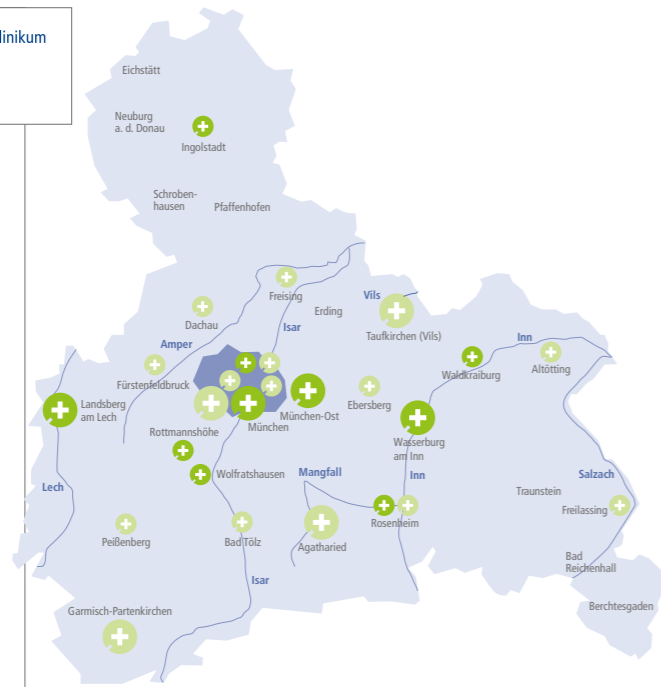 linikum
Eichstätt
Neuburg
a. d. Donau
Ingolstadt
Schroben-
hausen
Pfaffenhofen
Freising
Vils
Erding
Dachau
Isar
Taufkirchen (Vils)
Amper
Inn
Altötting
Waldkraiburg
Fürstenfeldbruck
Landsberg
am Lech
München-Ost
Ebersberg
München
Rottmannshöhe
Wasserburg
am Inn
Wolfratshausen
Mangfall
Inn
Salzach
Lech
Traunstein
Freilassing
Rosenheim
Peißenberg
Bad Tölz
Agatharied
Bad
Reichenhall
Isar
Garmisch-Partenkirchen
Berchtesgaden